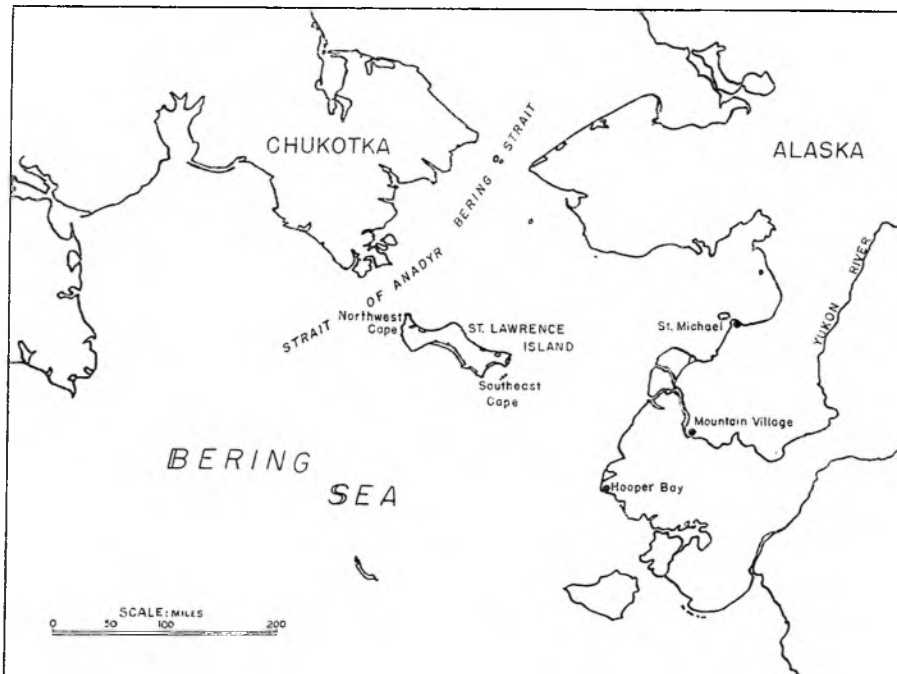 CHUKOTKA
BERING STRAIT
ALASKA
STRAIT OF ANADYR
Northwest
Cape
ST. LAWRENCE
ISLAND
Southeast
Cape
St. Michael
YUKON RIVER
Mountain Village
Hooper Bay
BERING
SEA
SCALE: MILES
0 50 100 200